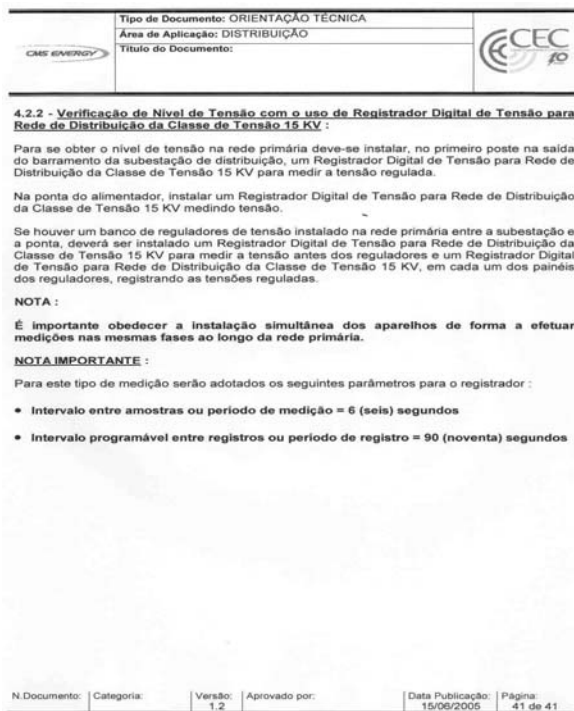 Tipo de Documento: ORIENTAÇÃO TÉCNICA
Área de Aplicação: DISTRIBUIÇÃO
Título do Documento:
CMS ENERGY
CEC
10
4.2.2 - Verificação de Nível de Tensão com o uso de Registrador Digital de Tensão para
Rede de Distribuição da Classe de Tensão 15 KV :
Para se obter o nível de tensão na rede primária deve-se instalar, no primeiro poste na saída
do barramento da subestação de distribuição, um Registrador Digital de Tensão para Rede de
Distribuição da Classe de Tensão 15 KV para medir a tensão regulada.
Na ponta do alimentador, instalar um Registrador Digital de Tensão para Rede de Distribuição
da Classe de Tensão 15 KV medindo tensão.
Se houver um banco de reguladores de tensão instalado na rede primária entre a subestação e
a ponta, deverá ser instalado um Registrador Digital de Tensão para Rede de Distribuição da
Classe de Tensão 15 KV para medir a tensão antes dos reguladores e um Registrador Digital
de Tensão para Rede de Distribuição da Classe de Tensão 15 KV, em cada um dos painéis
dos reguladores, registrando as tensões reguladas.
NOTA :
É importante obedecer a instalação simultânea dos aparelhos de forma a efetuar
medições nas mesmas fases ao longo da rede primária.
NOTA IMPORTANTE :
Para este tipo de medição serão adotados os seguintes parâmetros para o registrador :
• Intervalo entre amostras ou período de medição = 6 (seis) segundos
• Intervalo programável entre registros ou período de registro = 90 (noventa) segundos
N.Documento: Categoria: Versão: Aprovado por: Data Publicação: Página:
1.2 15/06/2005 41 de 41